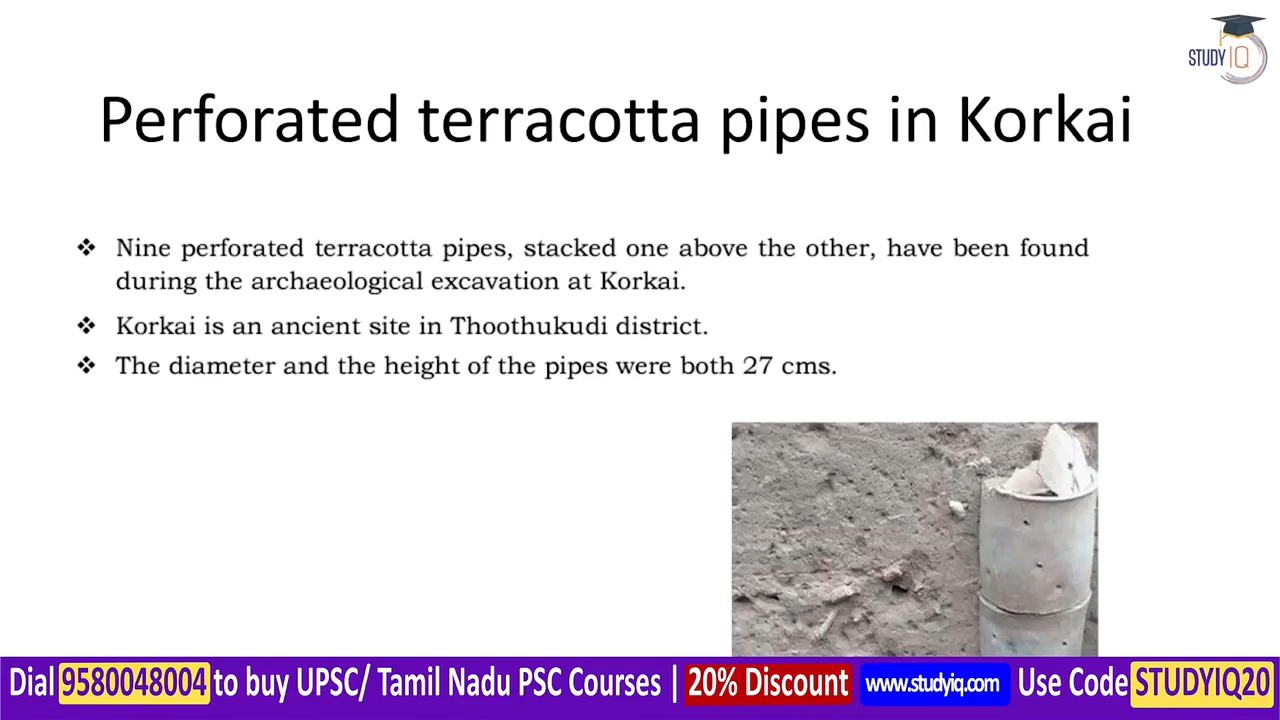 STUDY IQ
Perforated terracotta pipes in Korkai
❖ Nine perforated terracotta pipes, stacked one above the other, have been found
during the archaeological excavation at Korkai.
❖ Korkai is an ancient site in Thoothukudi district.
❖ The diameter and the height of the pipes were both 27 cms.
Dial 9580048004 to buy UPSC/ Tamil Nadu PSC Courses | 20% Discount www.studyiq.com Use Code STUDYIQ20